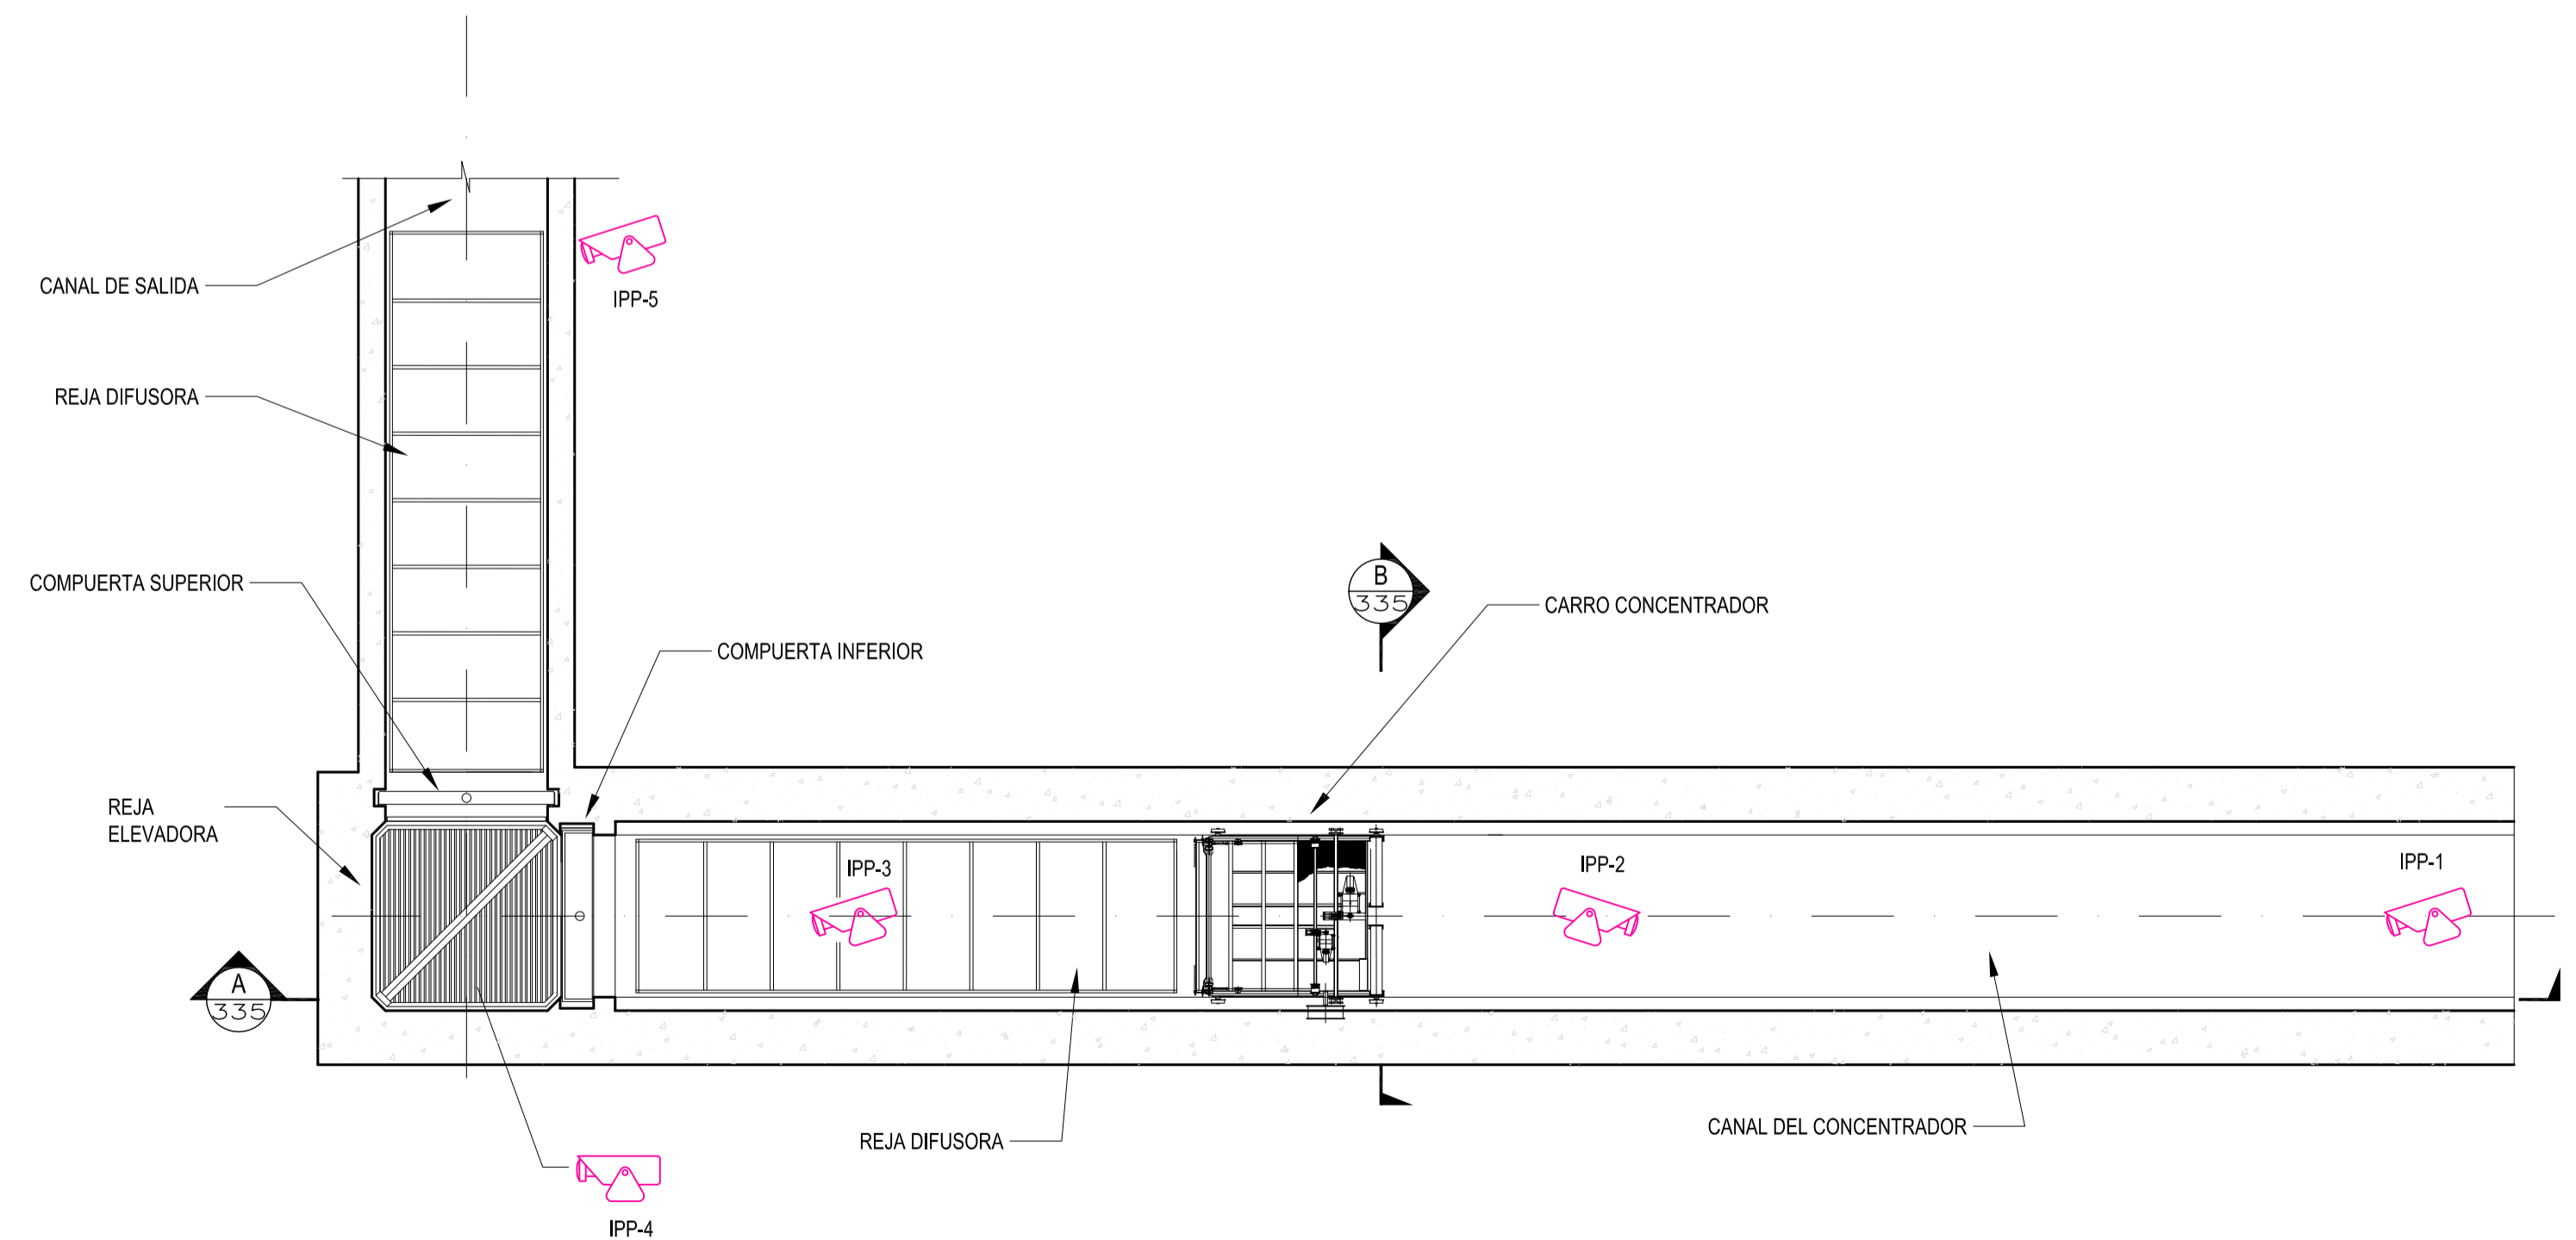 CANAL DE SALIDA
IPP-5
REJA DIFUSORA
COMPUERTA SUPERIOR
B
335
CARRO CONCENTRADOR
COMPUERTA INFERIOR
REJA
ELEVADORA
IPP-3
IPP-2
IPP-1
A
335
REJA DIFUSORA
CANAL DEL CONCENTRADOR
IPP-4